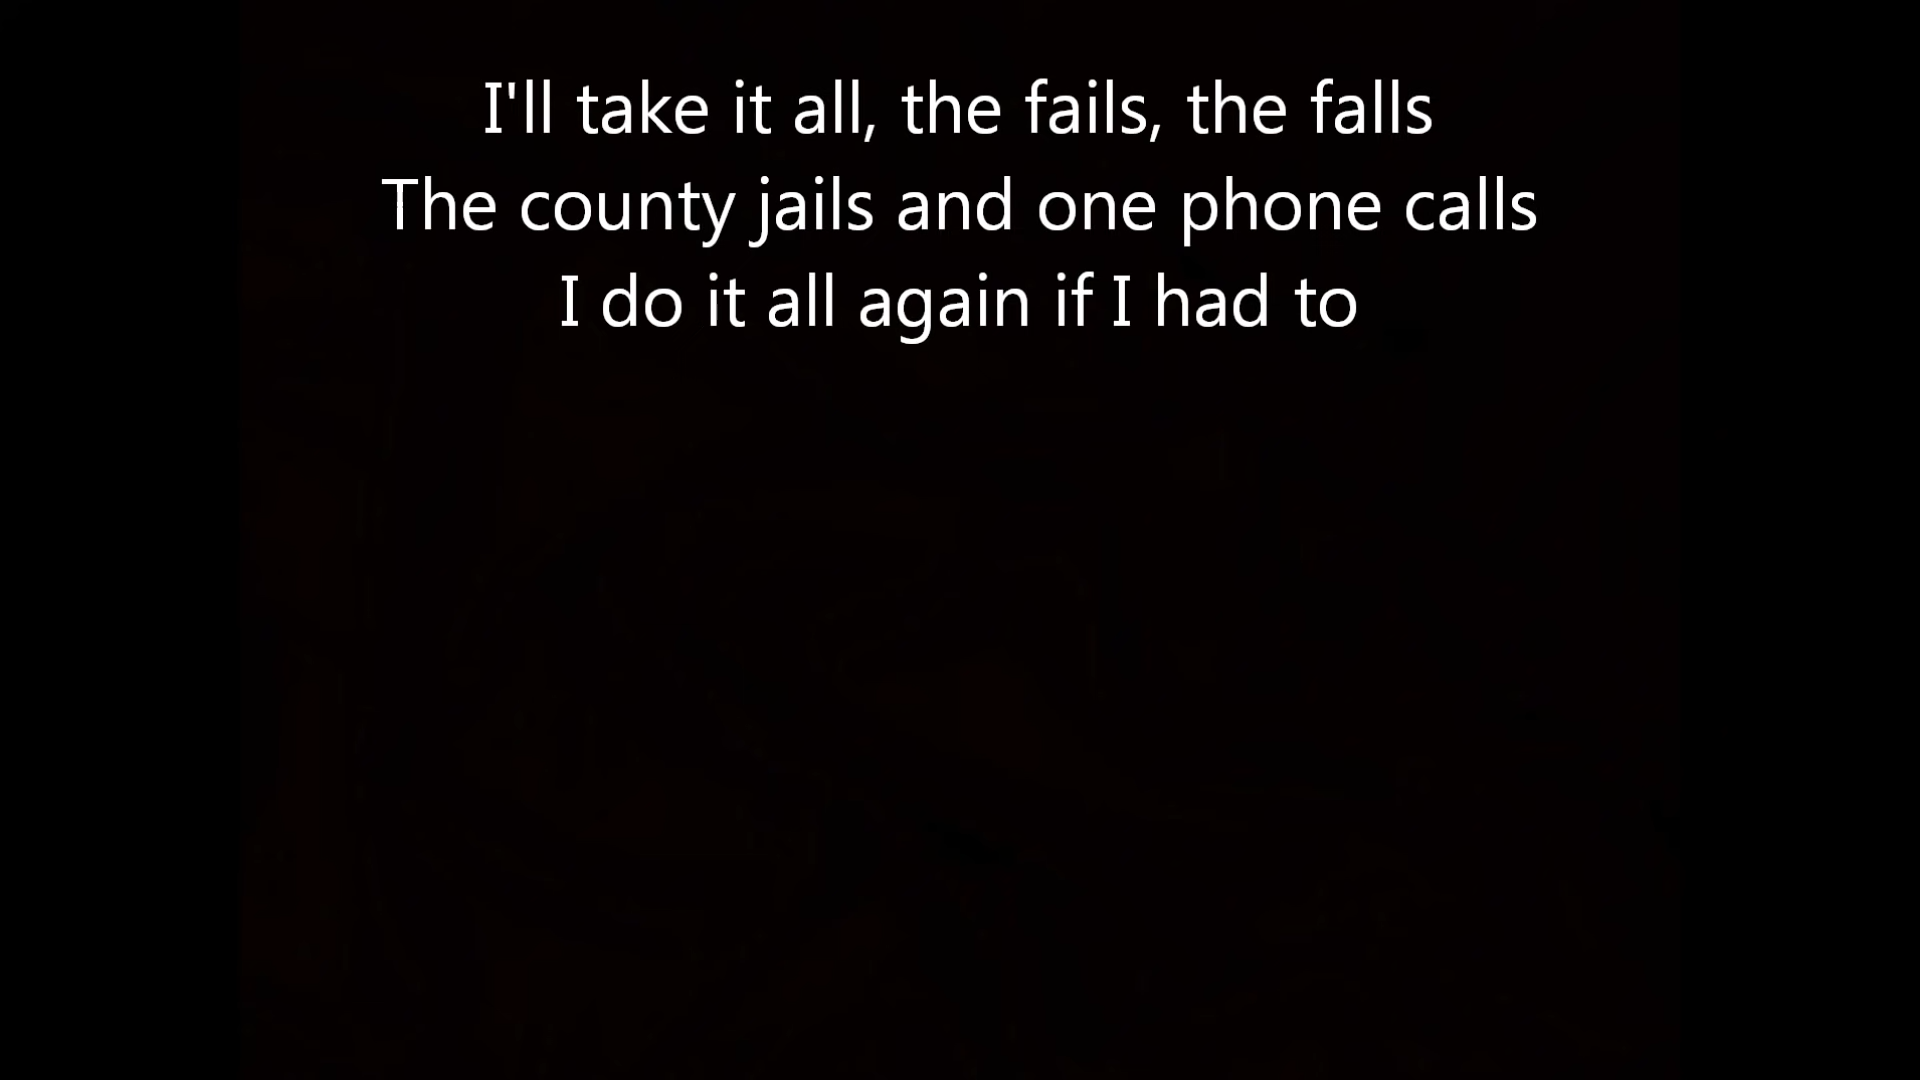 I'll take it all, the fails, the falls
The county jails and one phone calls
I do it all again if I had to